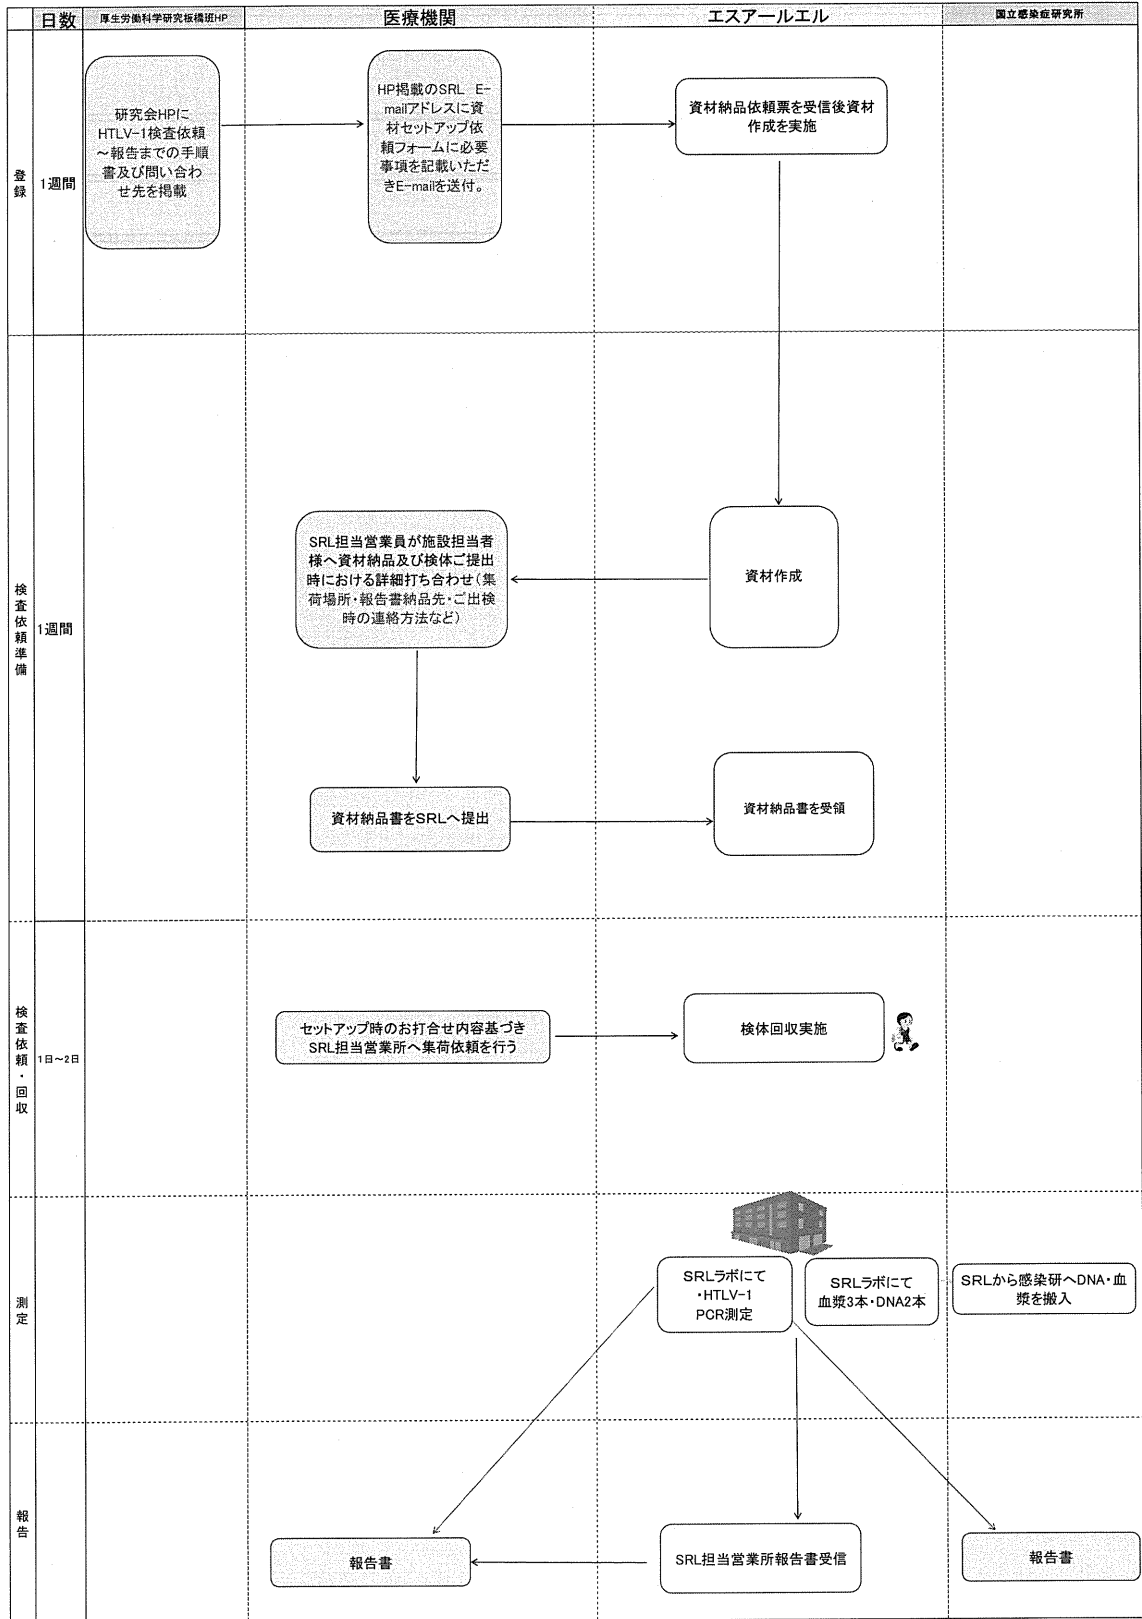 日数
厚生労働科学研究板橋班HP
医療機関
エスアールエル
国立感染症研究所
登録
1週間
研究会HPに
HTLV-1検査依頼
～報告までの手順
書及び問い合わ
せ先を掲載
HP掲載のSRL E-
mailアドレスに資
材セットアップ依
頼フォームに必要
事項を記載いただ
きE-mailを送付。
資材納品依頼票を受信後資材
作成を実施
検査依頼準備
1週間
SRL担当営業員が施設担当者
様へ資材納品及び検体ご提出
時における詳細打ち合わせ(集
荷場所・報告書納品先・ご出検
時の連絡方法など)
資材作成
資材納品書をSRLへ提出
資材納品書を受領
検査依頼・回収
1日～2日
セットアップ時のお打合せ内容基づき
SRL担当営業所へ集荷依頼を行う
検体回収実施
測定
SRLラボにて
・HTLV-1
PCR測定
SRLラボにて
血漿3本・DNA2本
SRLから感染研へDNA・血
漿を搬入
報告
報告書
SRL担当営業所報告書受信
報告書